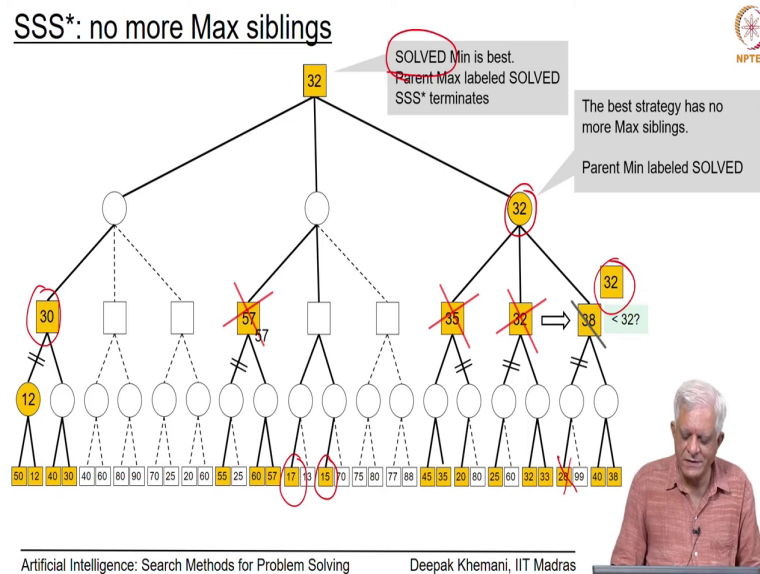 SSS*: no more Max siblings
NPTE
SOLVED Min is best.
Parent Max labeled SOLVED
SSS* terminates
32
The best strategy has no
more Max siblings.
Parent Min labeled SOLVED
32
32
30
57
57
35
32
38
< 32?
12
50 12 40 30 40 60 80 90 70 25 20 60 55 25 60 57 17 13 15 70 75 80 77 88 45 35 20 80 25 60 32 33 28 99 40 38
Artificial Intelligence: Search Methods for Problem Solving
Deepak Khemani, IIT Madras